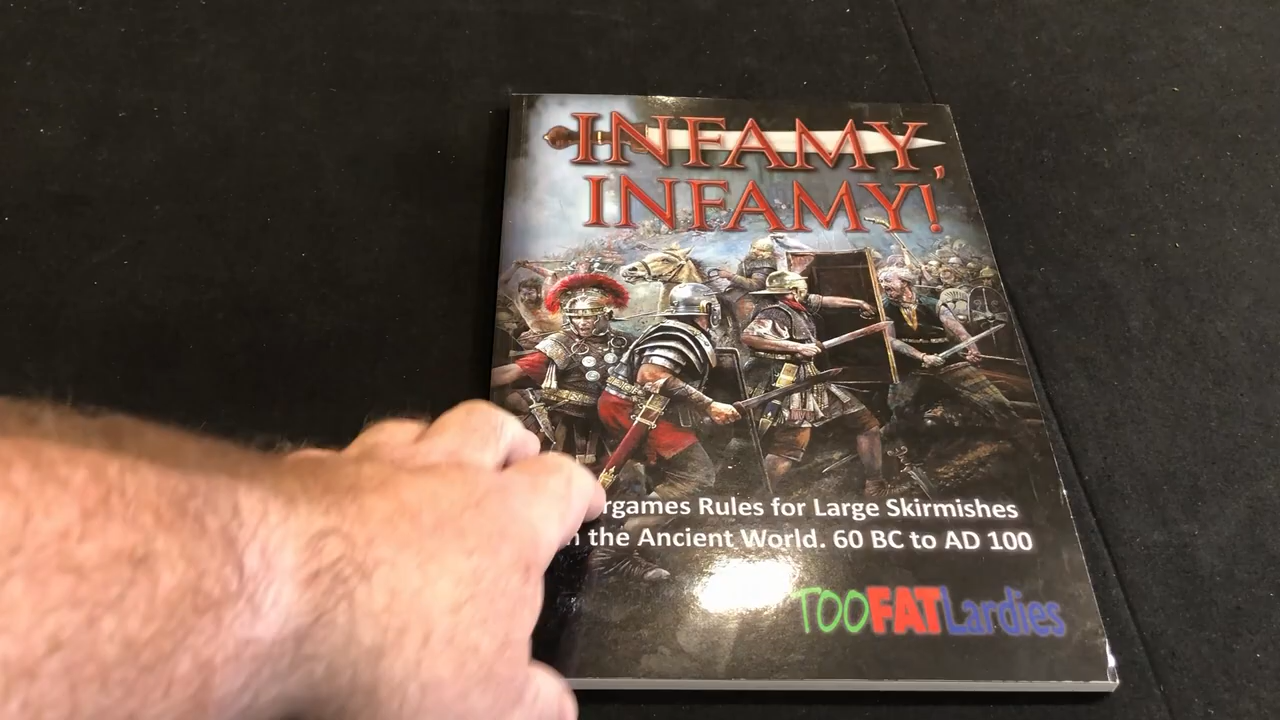 INFAMY,
INFAMY!
rgames Rules for Large Skirmishes
the Ancient World. 60 BC to AD 100
TOOFATLardies